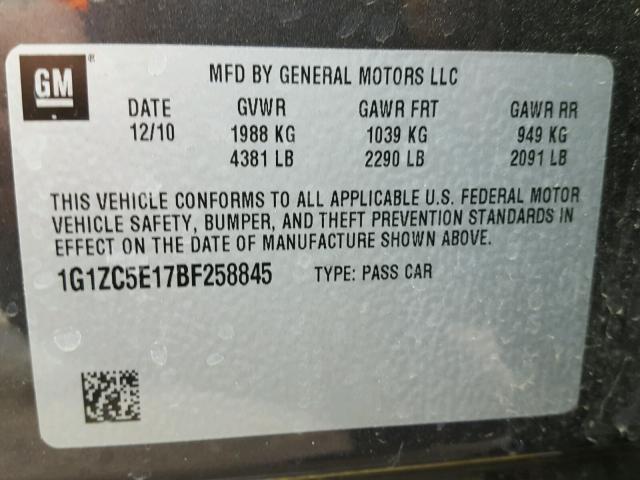 GM ®
MFD BY GENERAL MOTORS LLC
DATE GVWR GAWR FRT GAWR RR
12/10 1988 KG 1039 KG 949 KG
4381 LB 2290 LB 2091 LB
THIS VEHICLE CONFORMS TO ALL APPLICABLE U.S. FEDERAL MOTOR
VEHICLE SAFETY, BUMPER, AND THEFT PREVENTION STANDARDS IN
EFFECT ON THE DATE OF MANUFACTURE SHOWN ABOVE.
1G1ZC5E17BF258845 TYPE: PASS CAR